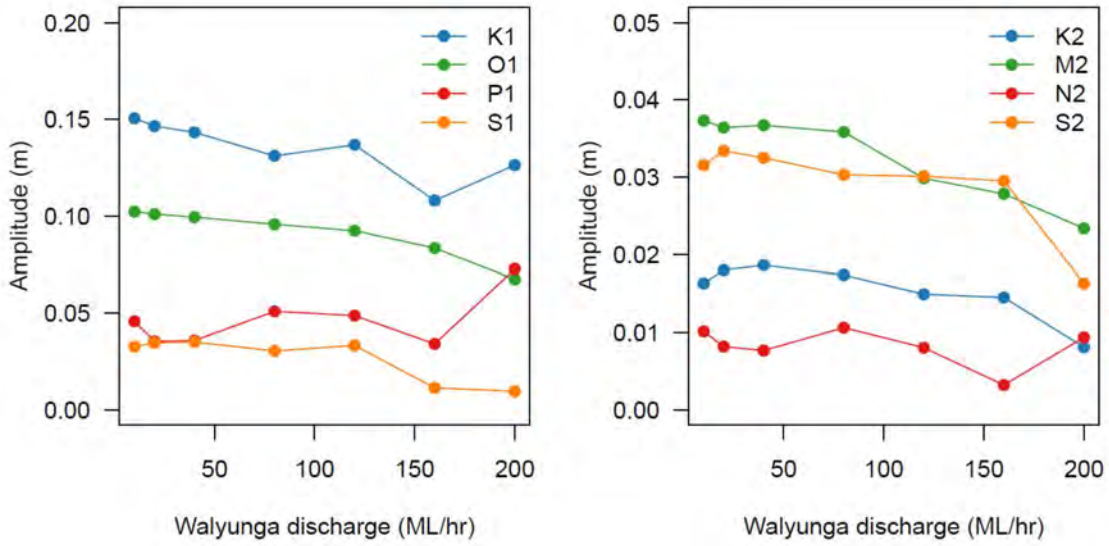 0.20
0.15
0.10
0.05
0.00
Amplitude (m)
K1
O1
P1
S1
50 100 150 200
Walyunga discharge (ML/hr)
0.05
0.04
0.03
0.02
0.01
0.00
Amplitude (m)
K2
M2
N2
S2
50 100 150 200
Walyunga discharge (ML/hr)